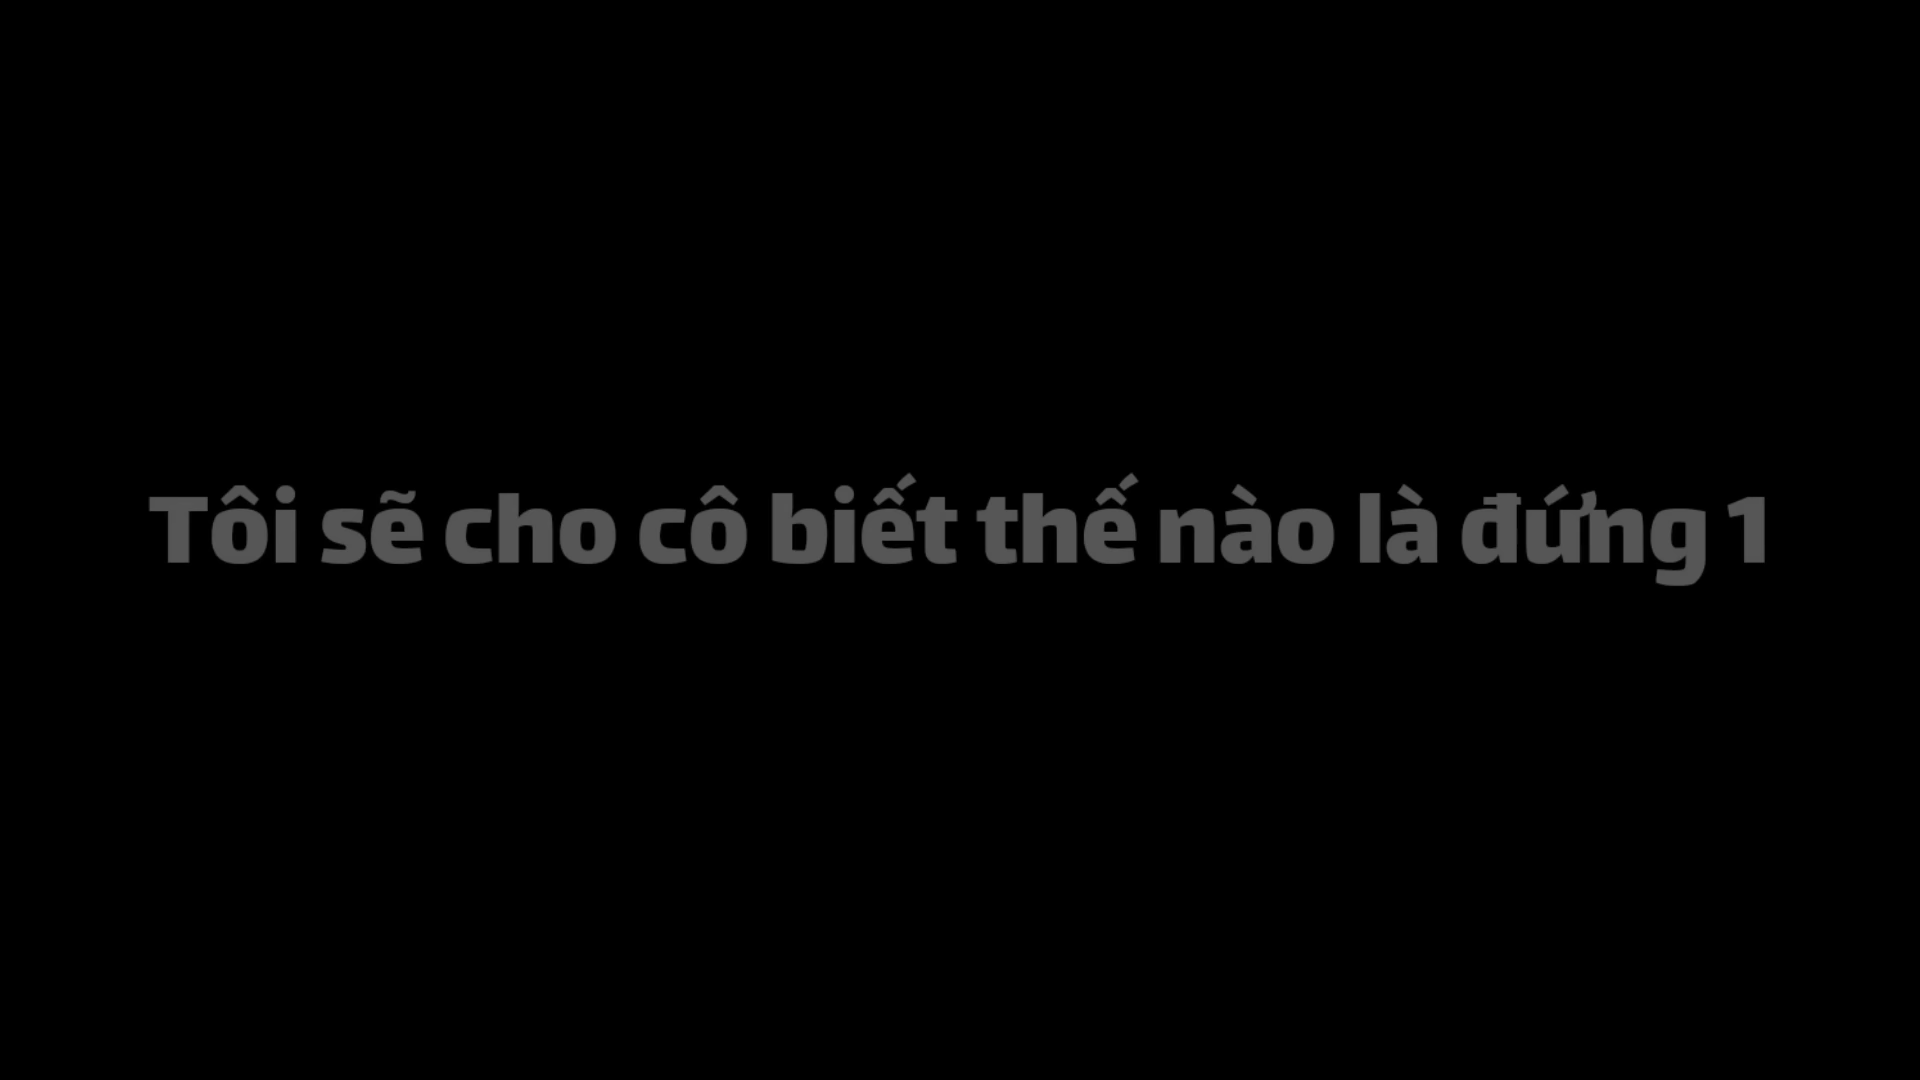 Tôi sẽ cho cô biết thế nào là đứng 1